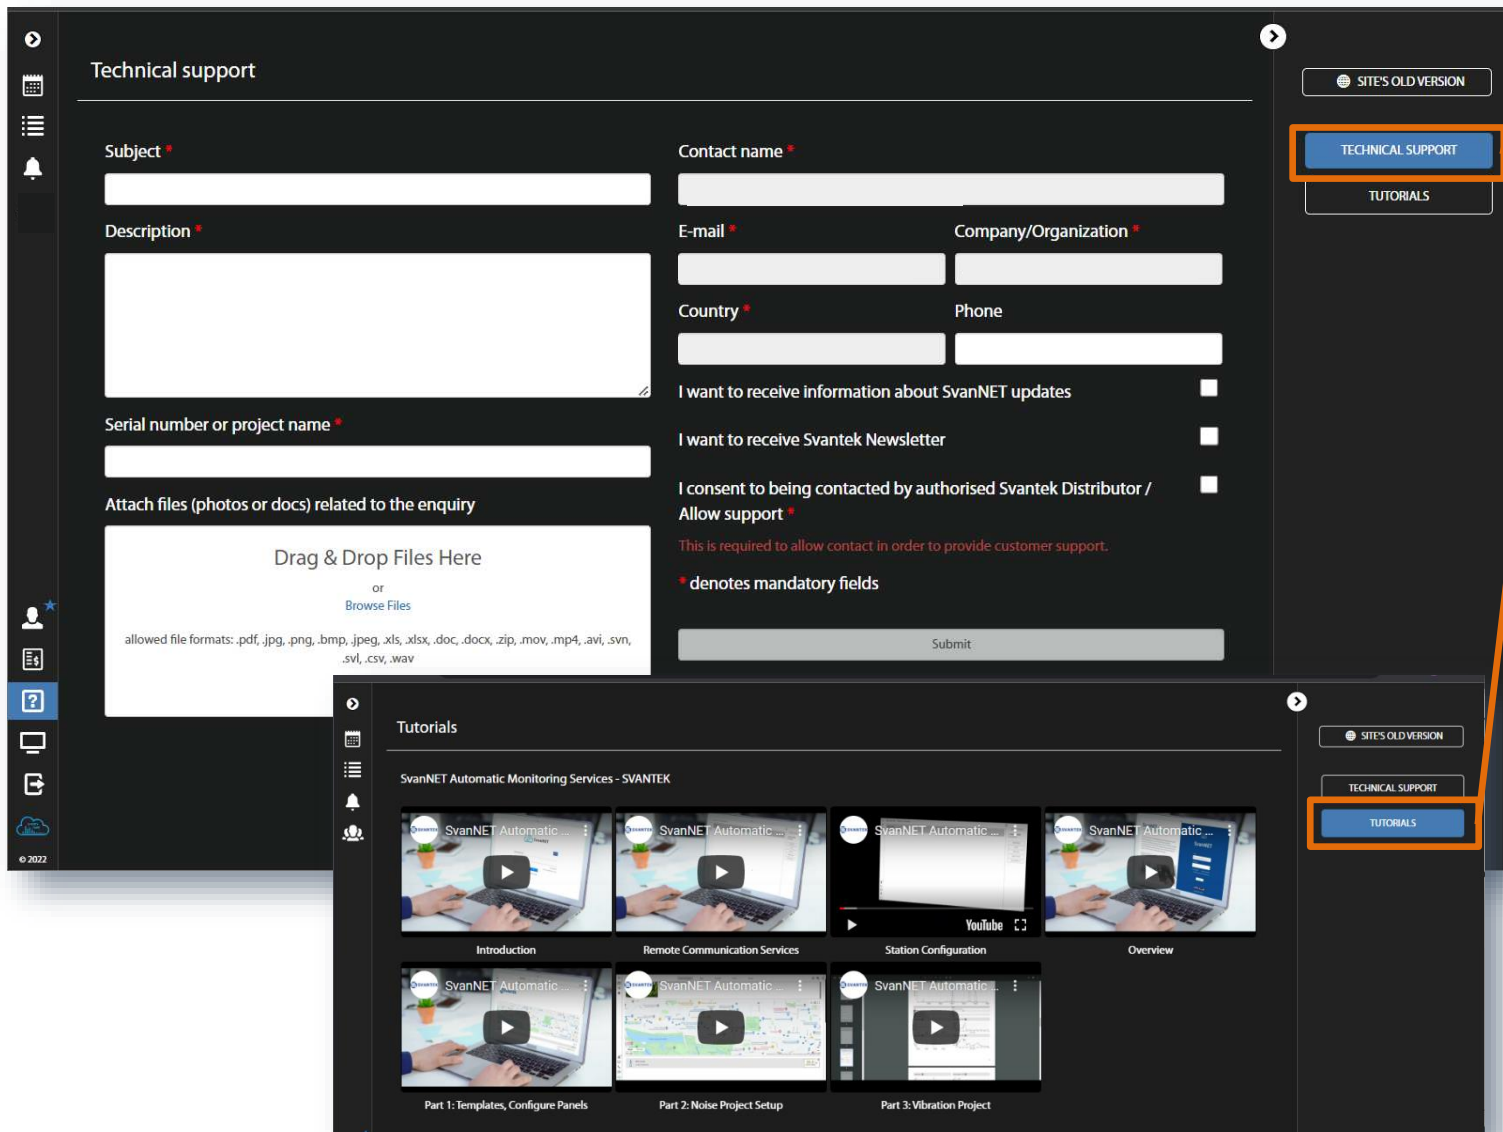 Technical support
SITE'S OLD VERSION
TECHNICAL SUPPORT
TUTORIALS
Subject *
Description *
Serial number or project name *
Attach files (photos or docs) related to the enquiry
Drag & Drop Files Here
or
Browse Files
allowed file formats: .pdf, .jpg, .png, .bmp, .jpeg, .xls, .xlsx, .doc, .docx, .zip, .mov, .mp4, .avi, .svn,
.svl, .csv, .wav
Contact name *
E-mail * Company/Organization *
Country * Phone
I want to receive information about SvanNET updates
I want to receive Svantek Newsletter
I consent to being contacted by authorised Svantek Distributor /
Allow support *
This is required to allow contact in order to provide customer support.
* denotes mandatory fields
Submit
© 2022
Tutorials
SITE'S OLD VERSION
TECHNICAL SUPPORT
TUTORIALS
SvanNET Automatic Monitoring Services - SVANTEK
SvanNET Automatic ...
SvanNET Automatic ...
SvanNET Automatic ...
SvanNET Automatic ...
YouTube
Introduction
Remote Communication Services
Station Configuration
Overview
SvanNET Automatic ...
SvanNET Automatic ...
SvanNET Automatic ...
Part 1: Templates, Configure Panels
Part 2: Noise Project Setup
Part 3: Vibration Project